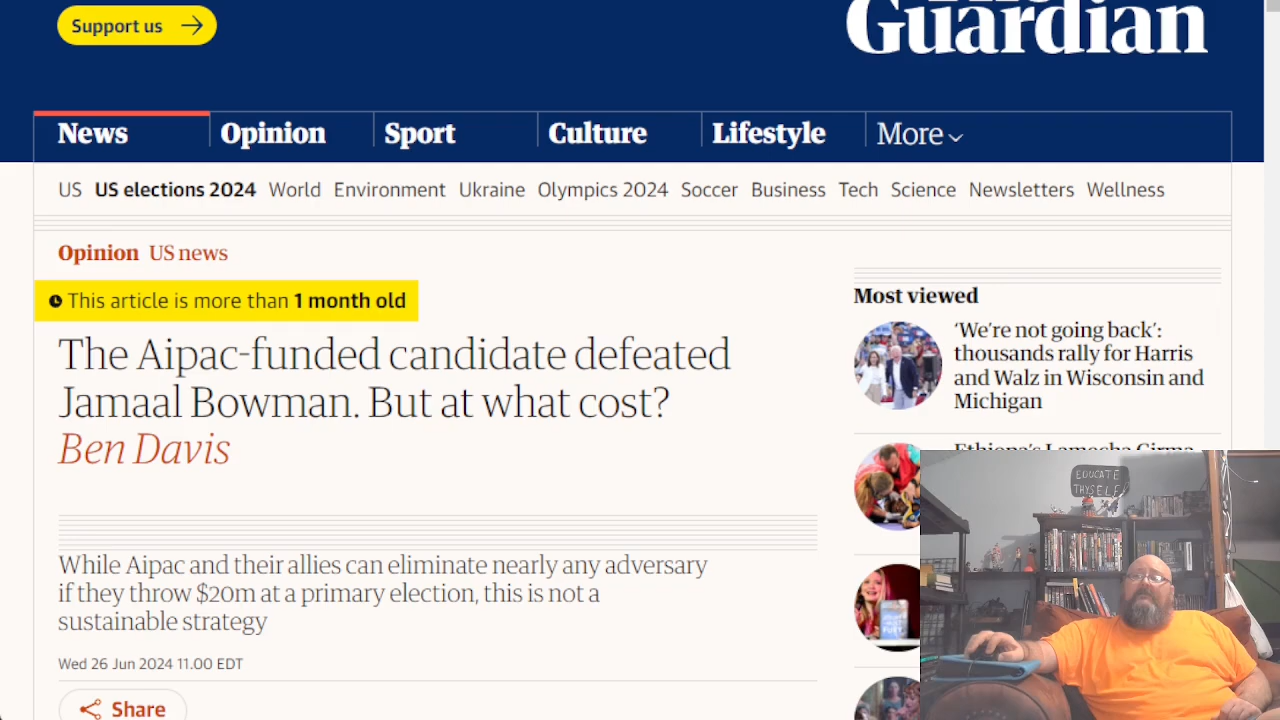 Support us
Guardian
News Opinion Sport Culture Lifestyle More
US US elections 2024 World Environment Ukraine Olympics 2024 Soccer Business Tech Science Newsletters Wellness
Opinion US news
This article is more than 1 month old
The Aipac-funded candidate defeated
Jamaal Bowman. But at what cost?
Ben Davis
While Aipac and their allies can eliminate nearly any adversary
if they throw $20m at a primary election, this is not a
sustainable strategy
Wed 26 Jun 2024 11.00 EDT
Share
Most viewed
‘We’re not going back’:
thousands rally for Harris
and Walz in Wisconsin and
Michigan
EDUCATE
THYSELF